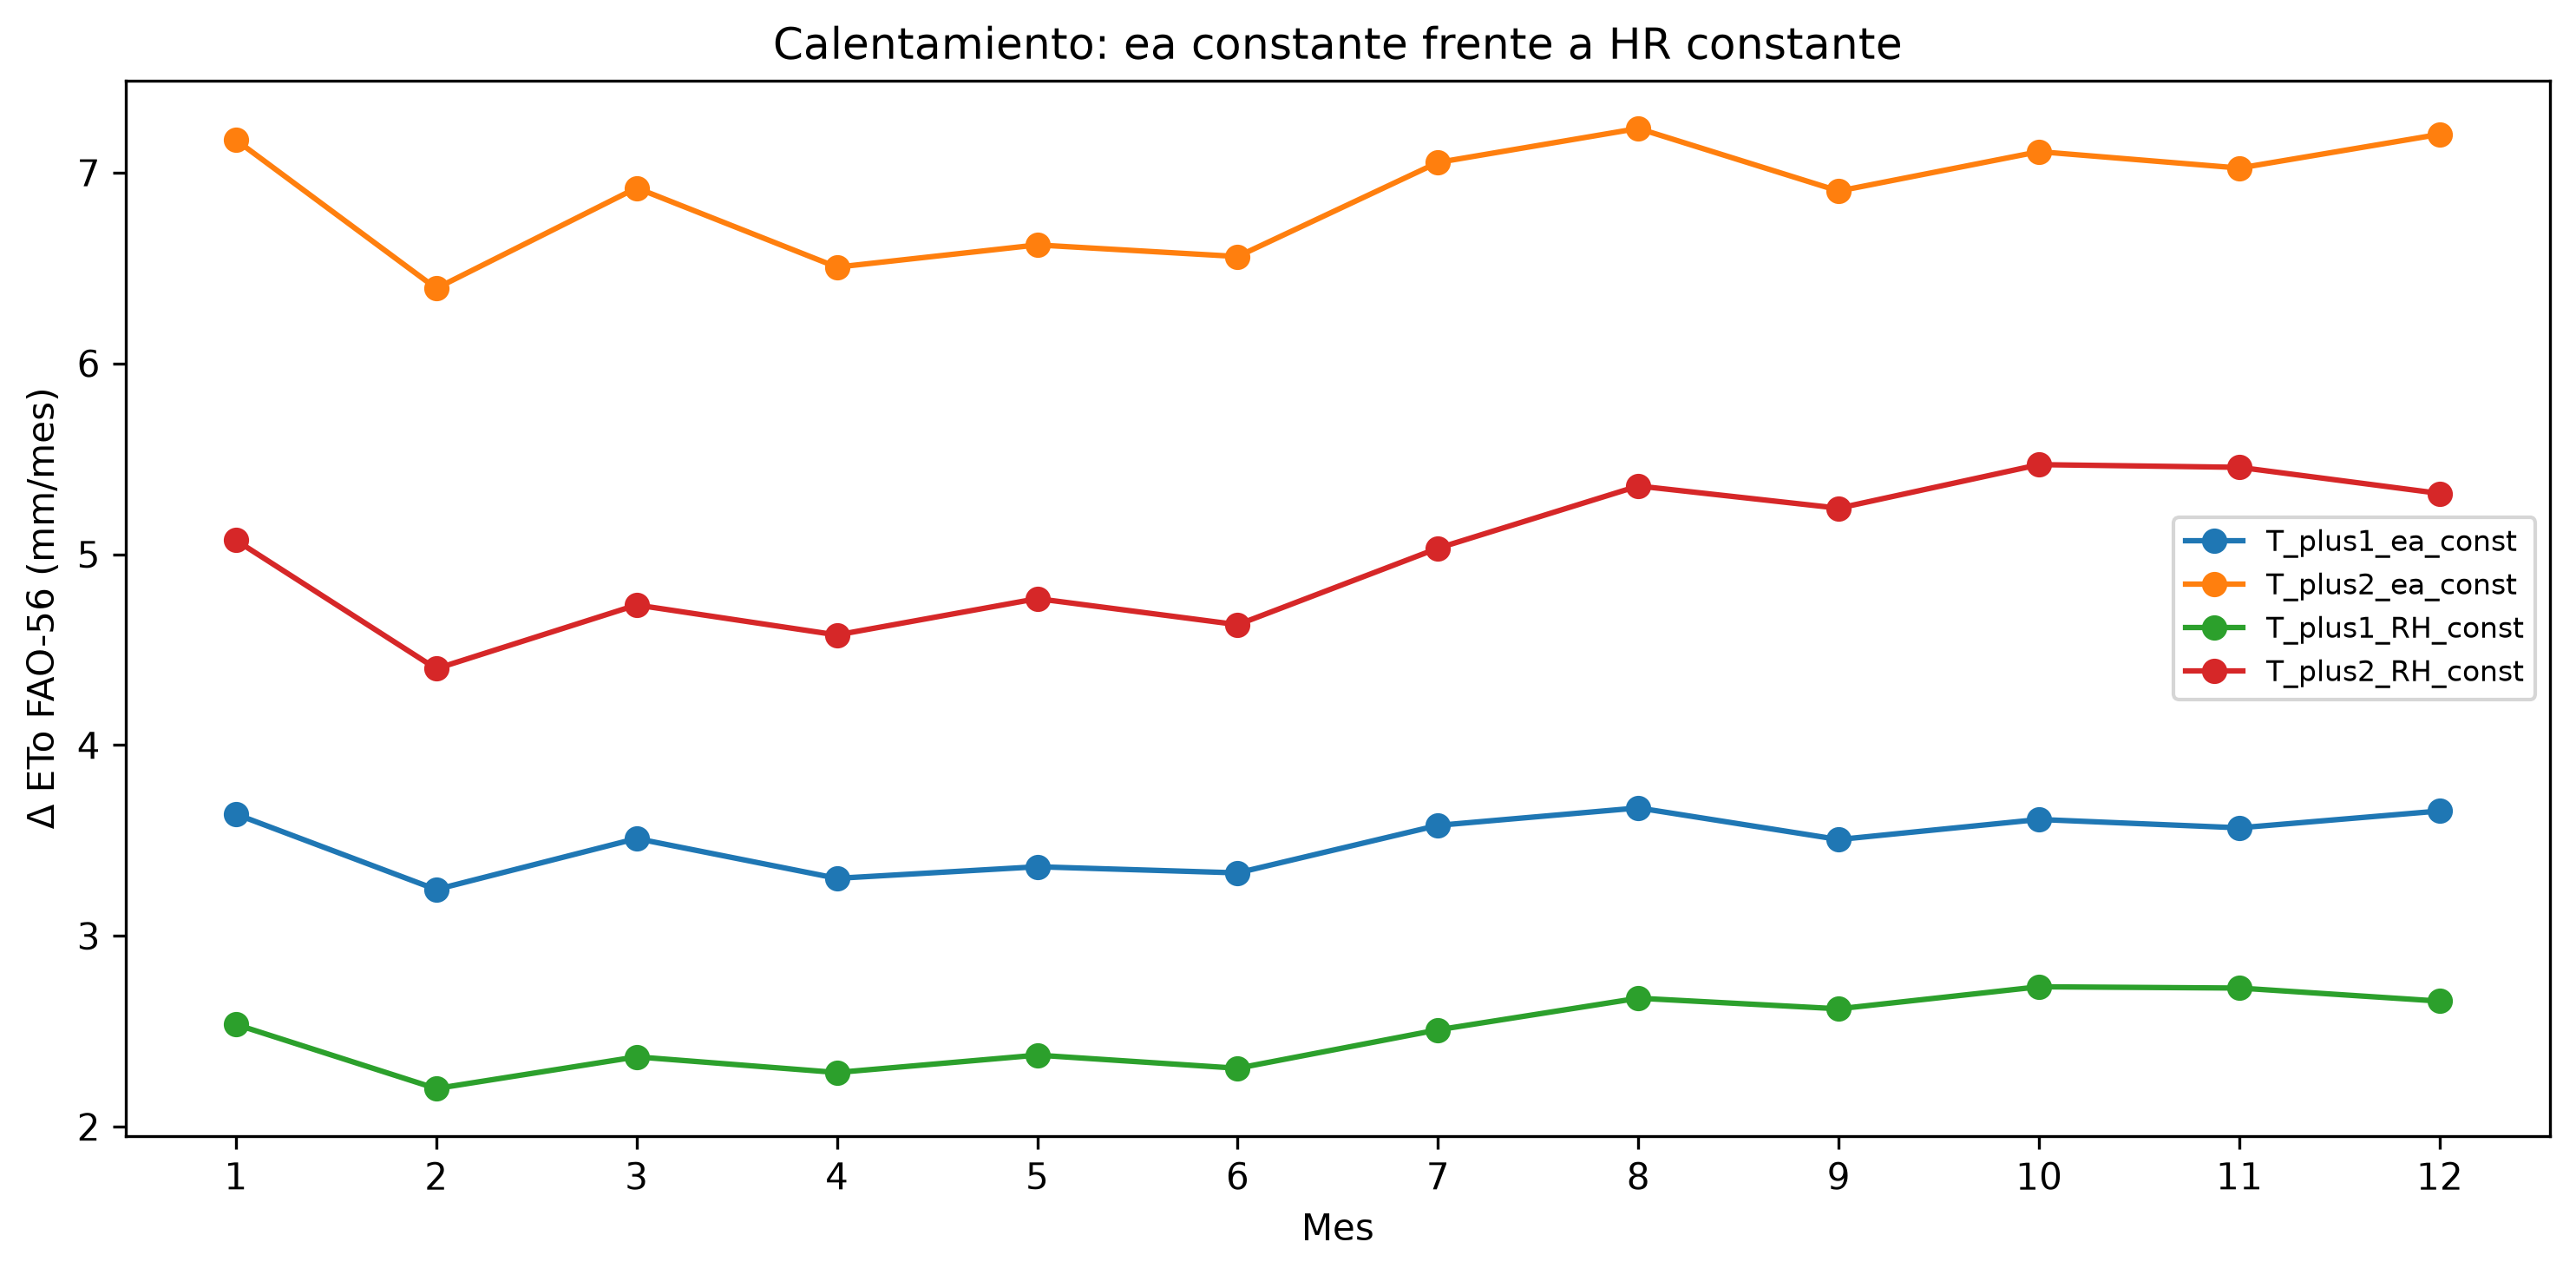 Calentamiento: ea constante frente a HR constante
Δ ETo FAO-56 (mm/mes)
7
6
5
4
3
2
T_plus1_ea_const
T_plus2_ea_const
T_plus1_RH_const
T_plus2_RH_const
1 2 3 4 5 6 7 8 9 10 11 12
Mes